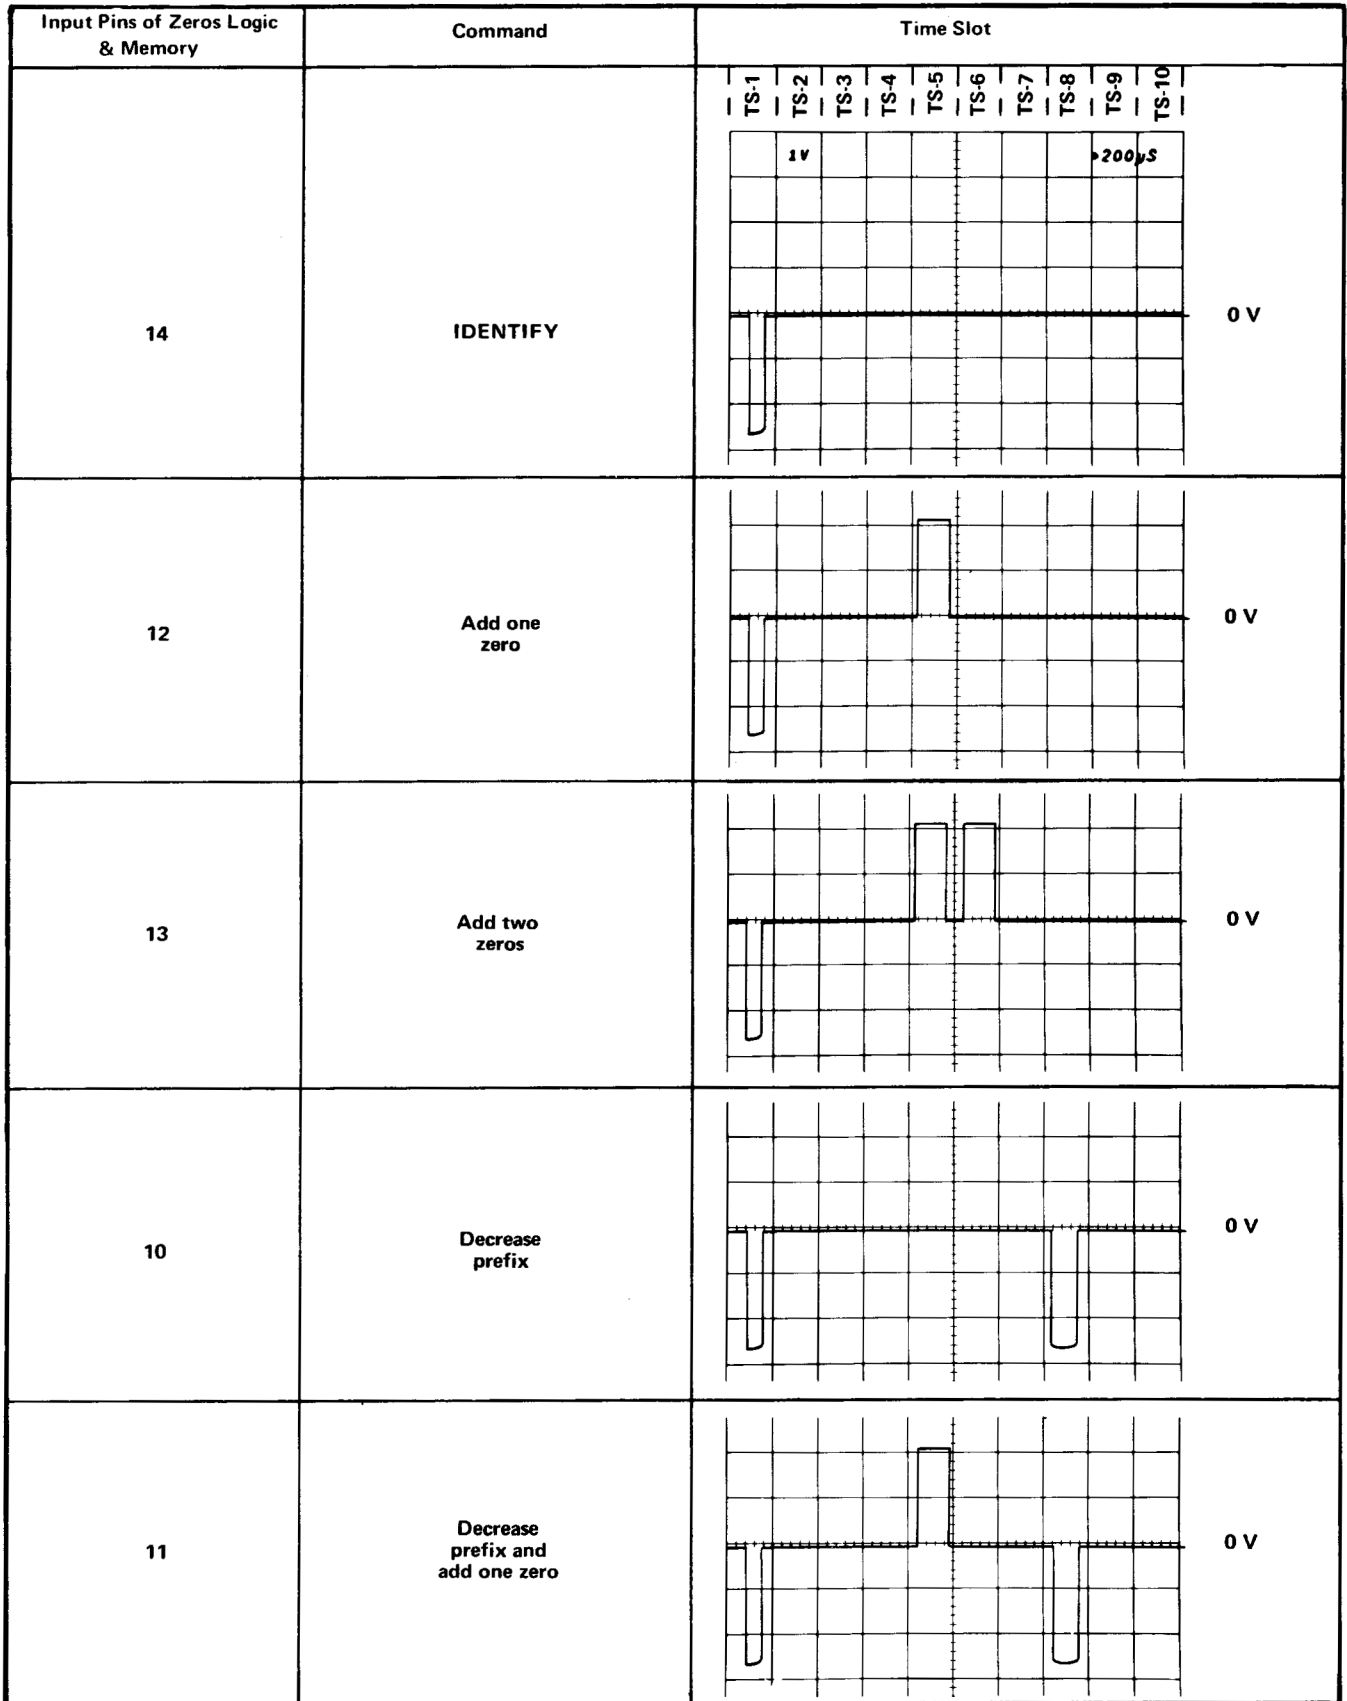 Input Pins of Zeros Logic
& Memory
Command
Time Slot
TS-1
TS-2
TS-3
TS-4
TS-5
TS-6
TS-7
TS-8
TS-9
TS-10
1V
200µS
14
IDENTIFY
0 V
12
Add one
zero
0 V
13
Add two
zeros
0 V
10
Decrease
prefix
0 V
11
Decrease
prefix and
add one zero
0 V